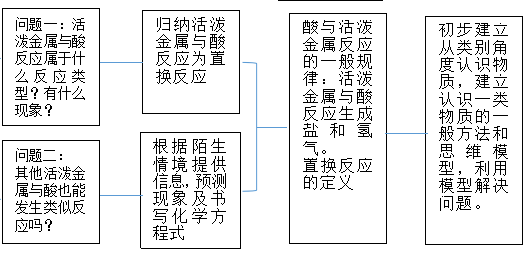 问题一：活
泼金属与酸
反应属于什
么反应类
型？有什么
现象？
归纳活泼
金属与酸
反应为置
换反应
问题二：
其他活泼金
属与酸也能
发生类似反
应吗？
根据陌生
情境提供
信息，预测
现象及书
写化学方
程式
酸与活泼
金属反应
的一般规
律：活泼
金属与酸
反应生成
盐和氢
气。
置换反应
的定义
初步建立
从类别角
度认识物
质，建立
认识一类
物质的一
般方法和
思维模
型，利用
模型解决
问题。